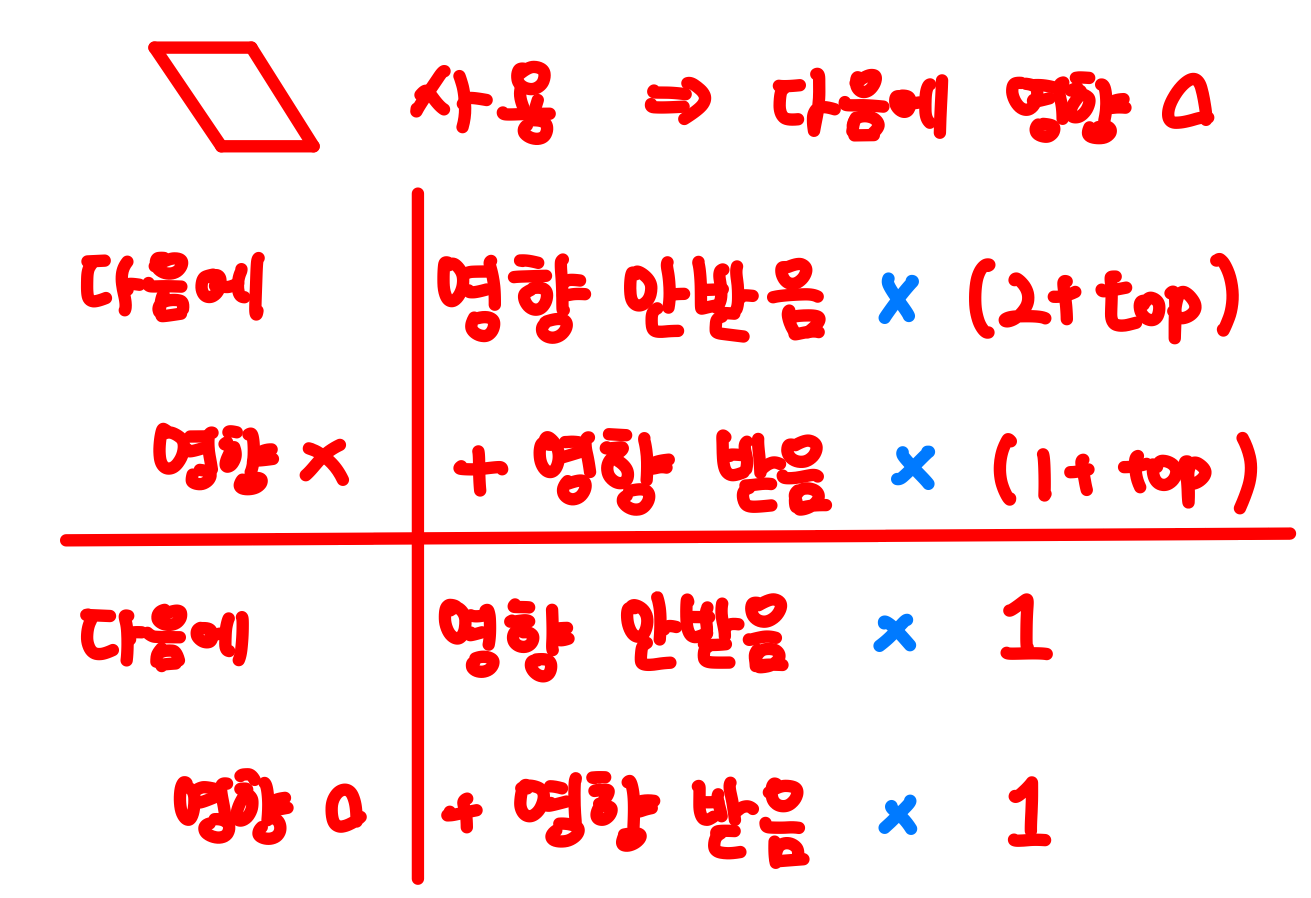 사용 ⇒ 다음에 영향 O
다음에 영향 안받음 × (2+top)
영향 × + 영향 받음 × (1+top)
다음에 영향 안받음 × 1
영향 O + 영향 받음 × 1